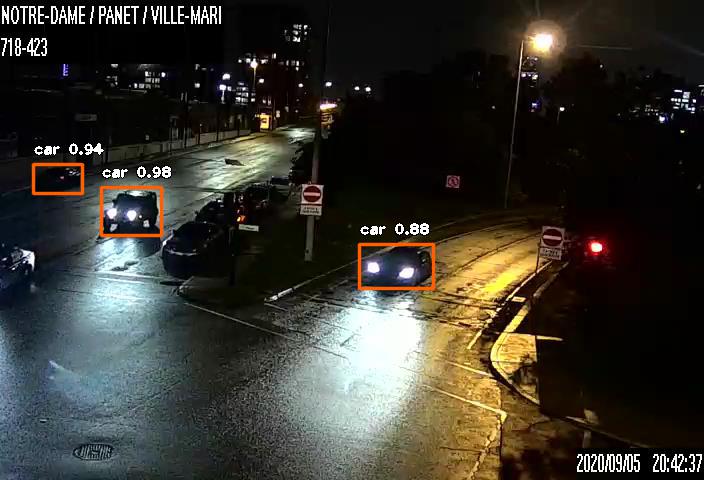 NOTRE-DAME / PANET / VILLE-MARI
718-423
car 0.94
car 0.98
car 0.88
2020/09/05 20:42:37